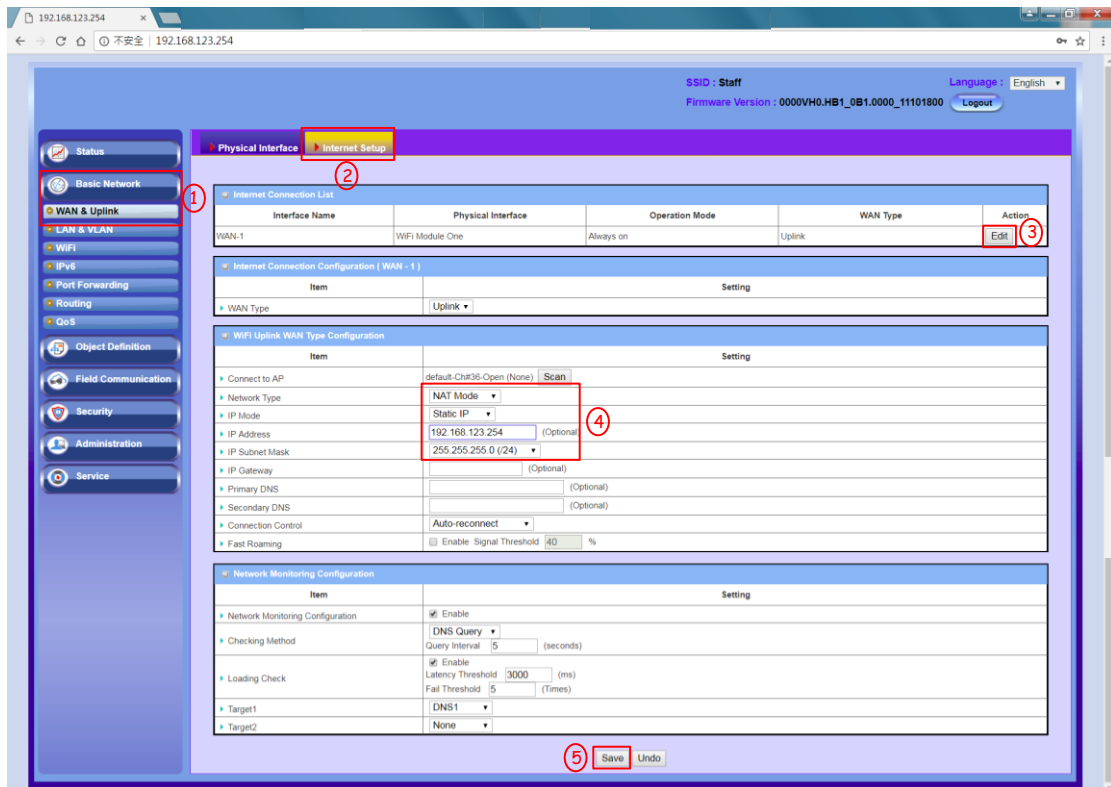 192.168.123.254
不安全 | 192.168.123.254
SSID : Staff
Language : English
Firmware Version : 0000VH0.HB1_0B1.0000_11101800 Logout
Status
Basic Network
WAN & Uplink
LAN & VLAN
WiFi
IPv6
Port Forwarding
Routing
QoS
Object Definition
Field Communication
Security
Administration
Service
1
Physical Interface Internet Setup
2
Internet Connection List
Interface Name Physical Interface Operation Mode WAN Type Action
WAN-1 WiFi Module One Always on Uplink Edit
3
Internet Connection Configuration ( WAN - 1 )
Item Setting
WAN Type Uplink
WiFi Uplink WAN Type Configuration
Item Setting
Connect to AP default-Ch#36-Open (None) Scan
Network Type NAT Mode
IP Mode Static IP
4
IP Address 192.168.123.254 (Optional)
IP Subnet Mask 255.255.255.0 (/24)
IP Gateway (Optional)
Primary DNS (Optional)
Secondary DNS (Optional)
Connection Control Auto-reconnect
Fast Roaming Enable Signal Threshold 40 %
Network Monitoring Configuration
Item Setting
Network Monitoring Configuration Enable
Checking Method DNS Query
Query Interval 5 (seconds)
Loading Check Enable
Latency Threshold 3000 (ms)
Fail Threshold 5 (Times)
Target1 DNS1
Target2 None
5 Save Undo